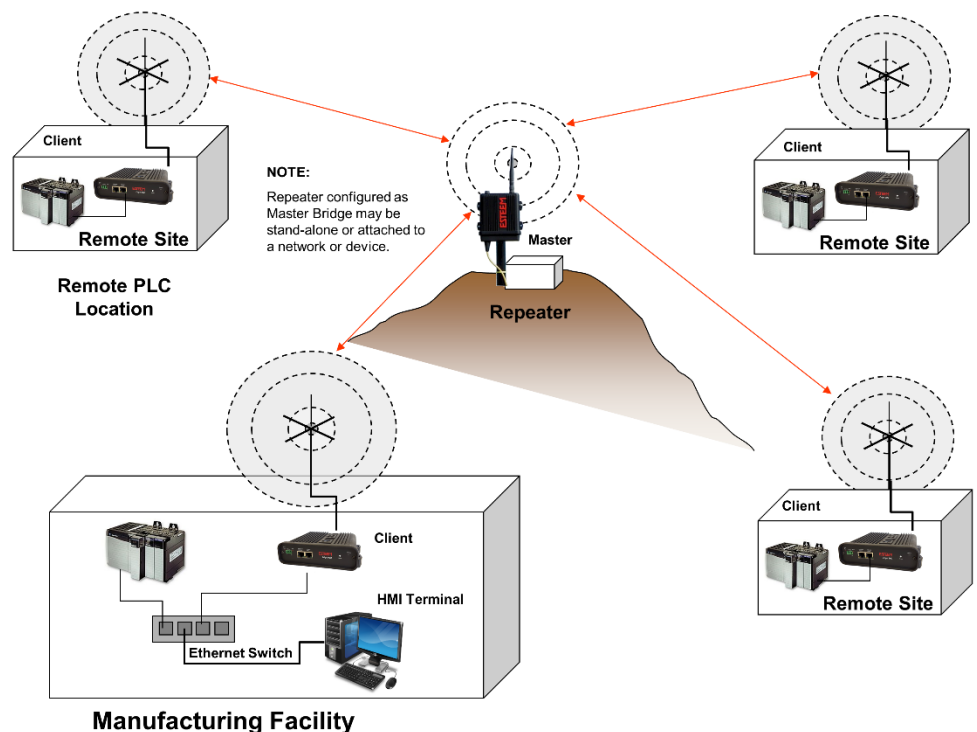 Client
Remote Site
Remote PLC
Location
NOTE:
Repeater configured as
Master Bridge may be
stand-alone or attached to
a network or device.
ESTEEM
Master
Repeater
Client
Remote Site
Client
HMI Terminal
Ethernet Switch
Manufacturing Facility
Client
Remote Site